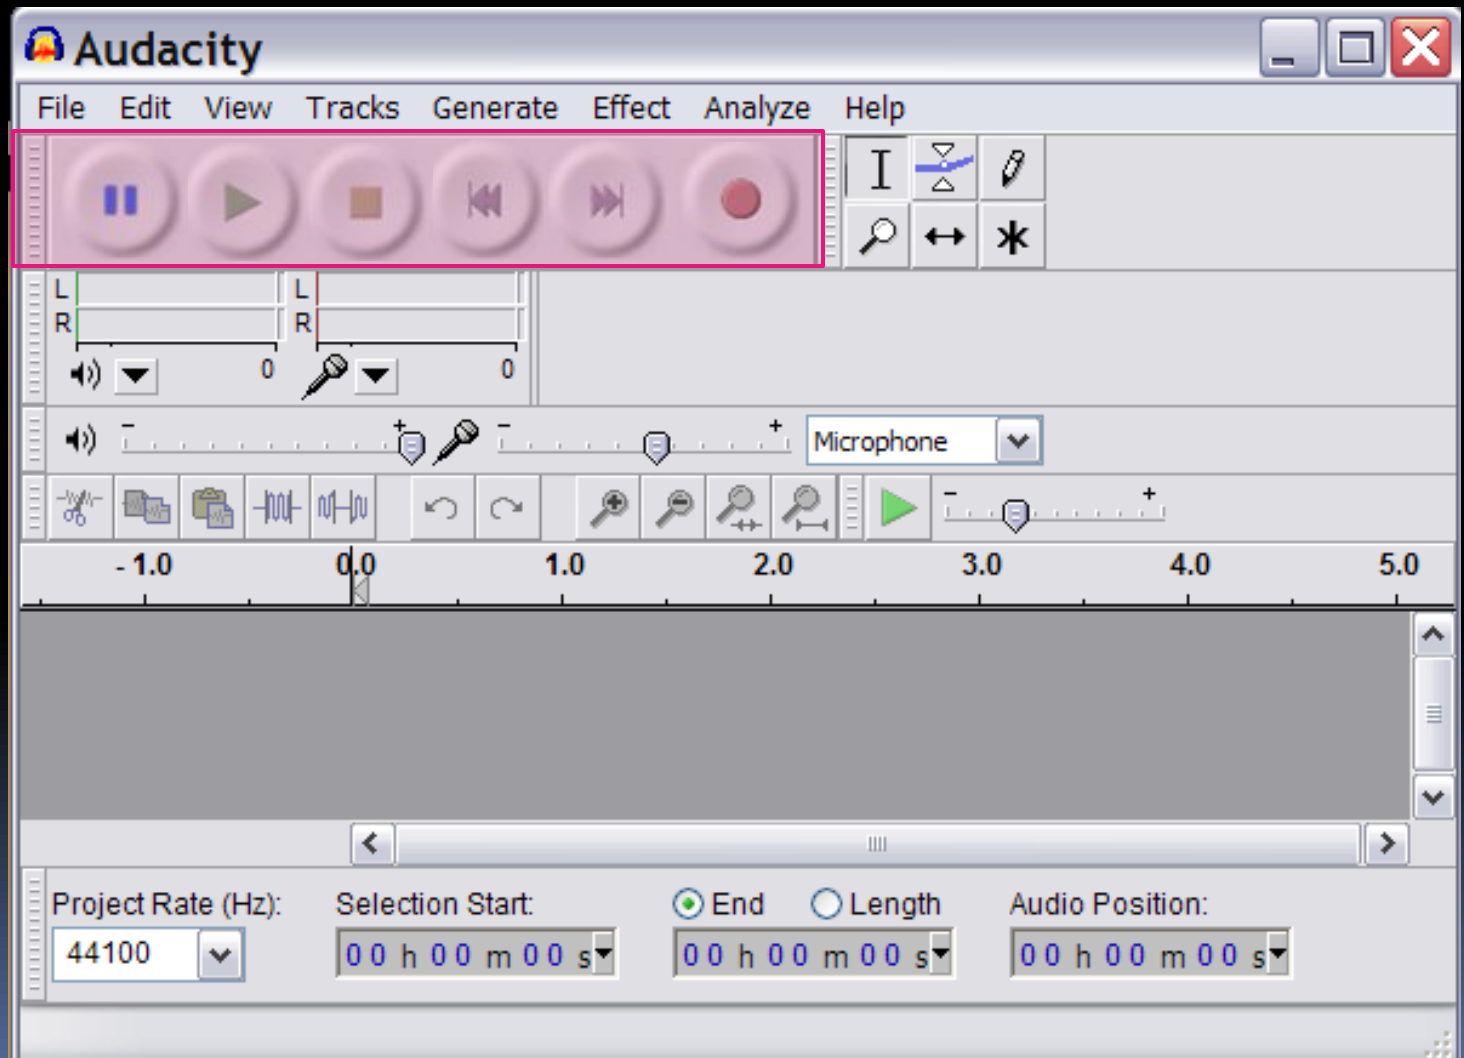 Audacity
File Edit View Tracks Generate Effect Analyze Help
L L
R R
0 0
- + - + Microphone
- +
- 1.0 0.0 1.0 2.0 3.0 4.0 5.0
Project Rate (Hz): Selection Start: End Length Audio Position:
44100 00 h 00 m 00 s 00 h 00 m 00 s 00 h 00 m 00 s